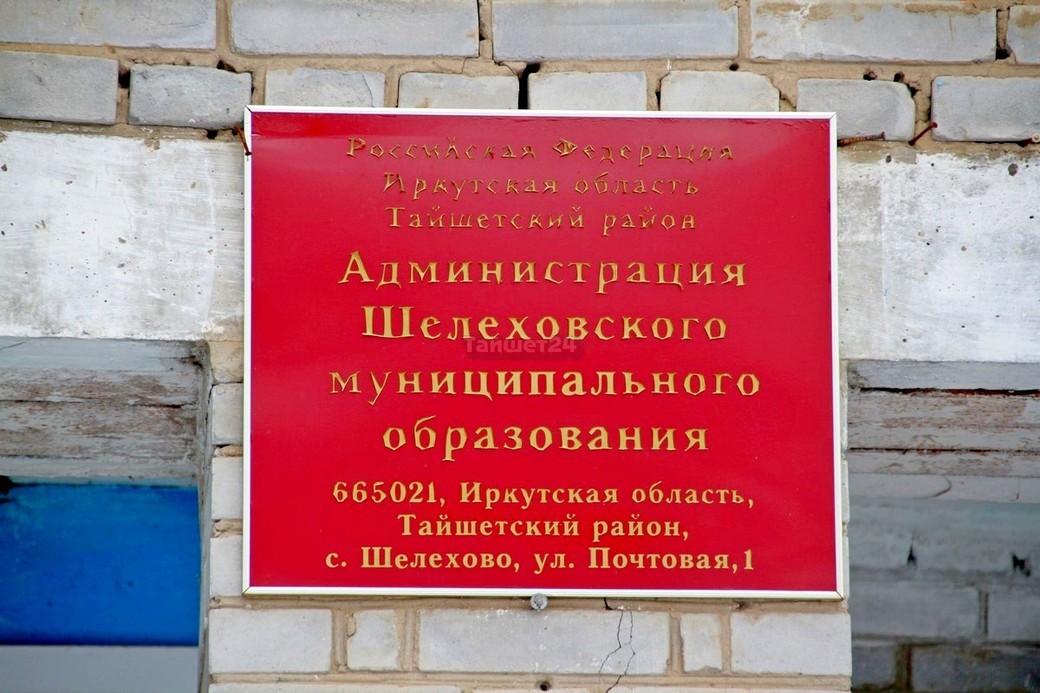 Российская Федерация
Иркутская область
Тайшетский район
Администрация
Шелеховского
Тайшет24
муниципального
образования
665021, Иркутская область,
Тайшетский район,
с. Шелехово, ул. Почтовая,1